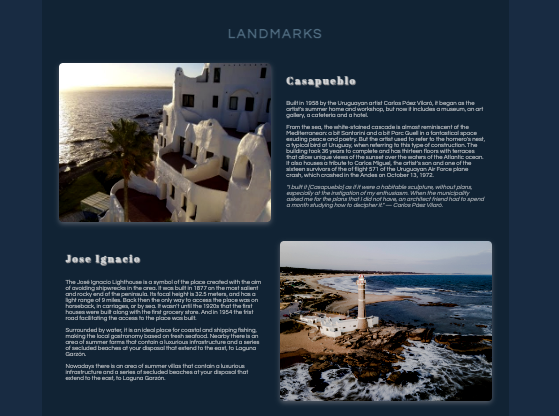 LANDMARKS
Casapueblo
Built in 1958 by the Uruguayan artist Carlos Páez Vilaró, it began as the
artist's summer home and workshop, but now it includes a museum, an art
gallery, a cafeteria and a hotel.
From the sea, the white-stained cascade is almost reminiscent of the
Mediterranean: a bit Santorini and a bit Parc Guell in a fantastical space
exuding peace and poetry. But the artist used to refer to the hornero's nest,
a typical bird of Uruguay, when referring to this type of construction. The
building took 36 years to complete and has thirteen floors with terraces
that allow unique views of the sunset over the waters of the Atlantic ocean.
It also houses a tribute to Carlos Miguel, the artist's son and one of the
sixteen survivors of the of flight 571 of the Uruguayan Air Force plane
crash, which crashed in the Andes on October 13, 1972.
"I built it [Casapueblo] as if it were a habitable sculpture, without plans,
especially at the instigation of my enthusiasm. When the municipality
asked me for the plans that I did not have, an architect friend had to spend
a month studying how to decipher it." — Carlos Páez Vilaró.
Jose Ignacio
The José Ignacio Lighthouse is a symbol of the place created with the aim
of avoiding shipwrecks in the area. It was built in 1877 on the most salient
and rocky end of the peninsula. Its focal height is 32.5 meters, and has a
light range of 9 miles. Back then the only way to access the place was on
horseback, in carriages, or by sea. It wasn't until the 1920s that the first
houses were built along with the first grocery store. And in 1954 the frist
road facilitating the access to the place was built.
Surrounded by water, it is an ideal place for coastal and shipping fishing,
making the local gastronomy based on fresh seafood. Nearby there is an
area of summer farms that contain a luxurious infrastructure and a series
of secluded beaches at your disposal that extend to the east, to Laguna
Garzón.
Nowadays there is an area of summer villas that contain a luxurious
infrastructure and a series of secluded beaches at your disposal that
extend to the east, to Laguna Garzón.